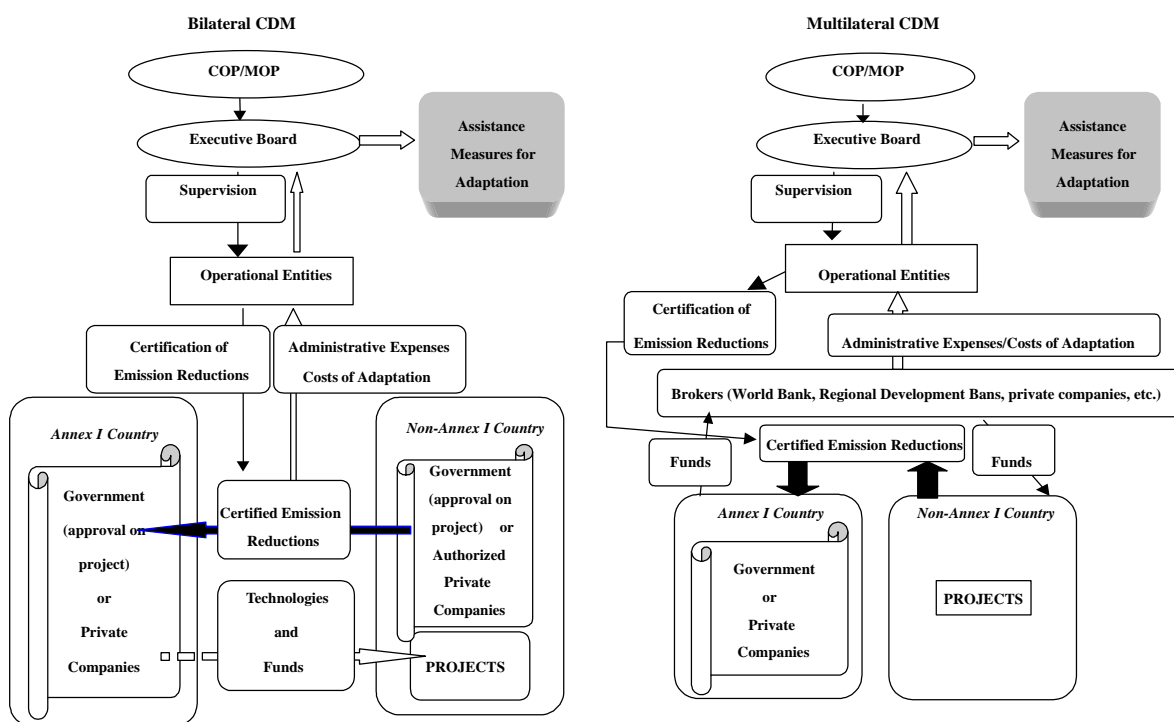 Bilateral CDM
COP/MOP
Executive Board
Assistance
Measures for
Adaptation
Supervision
Operational Entities
Certification of
Emission Reductions
Administrative Expenses
Costs of Adaptation
Annex I Country
Government
(approval on
project)
or
Private
Companies
Certified Emission
Reductions
Technologies
and
Funds
Non-Annex I Country
Government
(approval on
project) or
Authorized
Private
Companies
PROJECTS
Multilateral CDM
COP/MOP
Executive Board
Assistance
Measures for
Adaptation
Supervision
Operational Entities
Certification of
Emission Reductions
Administrative Expenses/Costs of Adaptation
Brokers (World Bank, Regional Development Bans, private companies, etc.)
Certified Emission Reductions
Funds
Funds
Annex I Country
Government
or
Private
Companies
Non-Annex I Country
PROJECTS